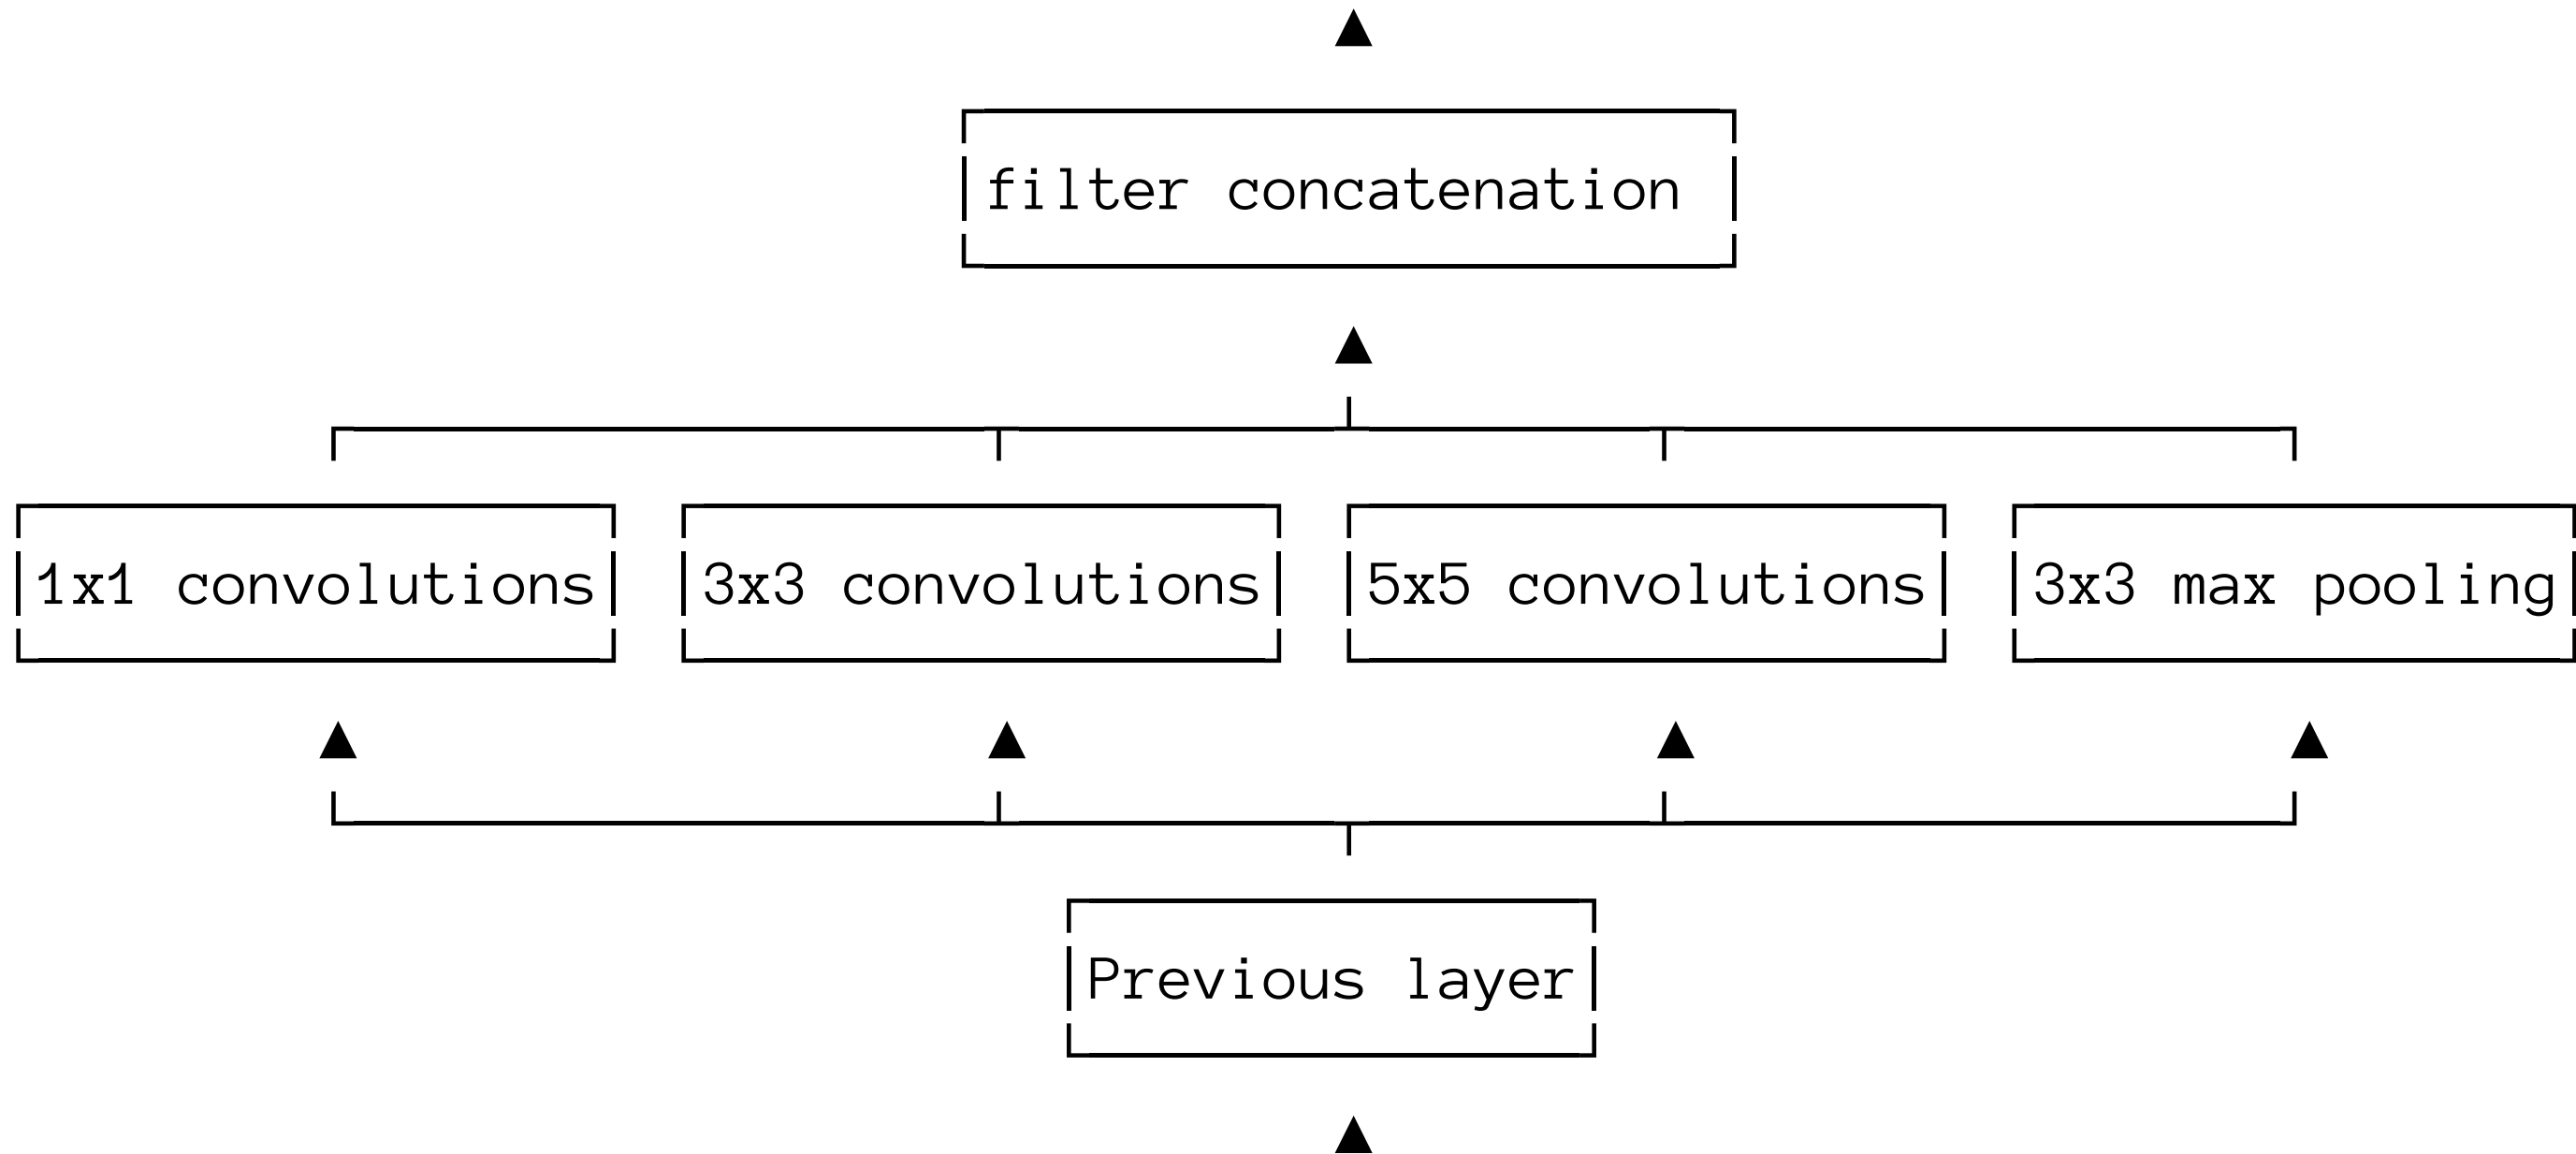 filter concatenation
1x1 convolutions
3x3 convolutions
5x5 convolutions
3x3 max pooling
Previous layer